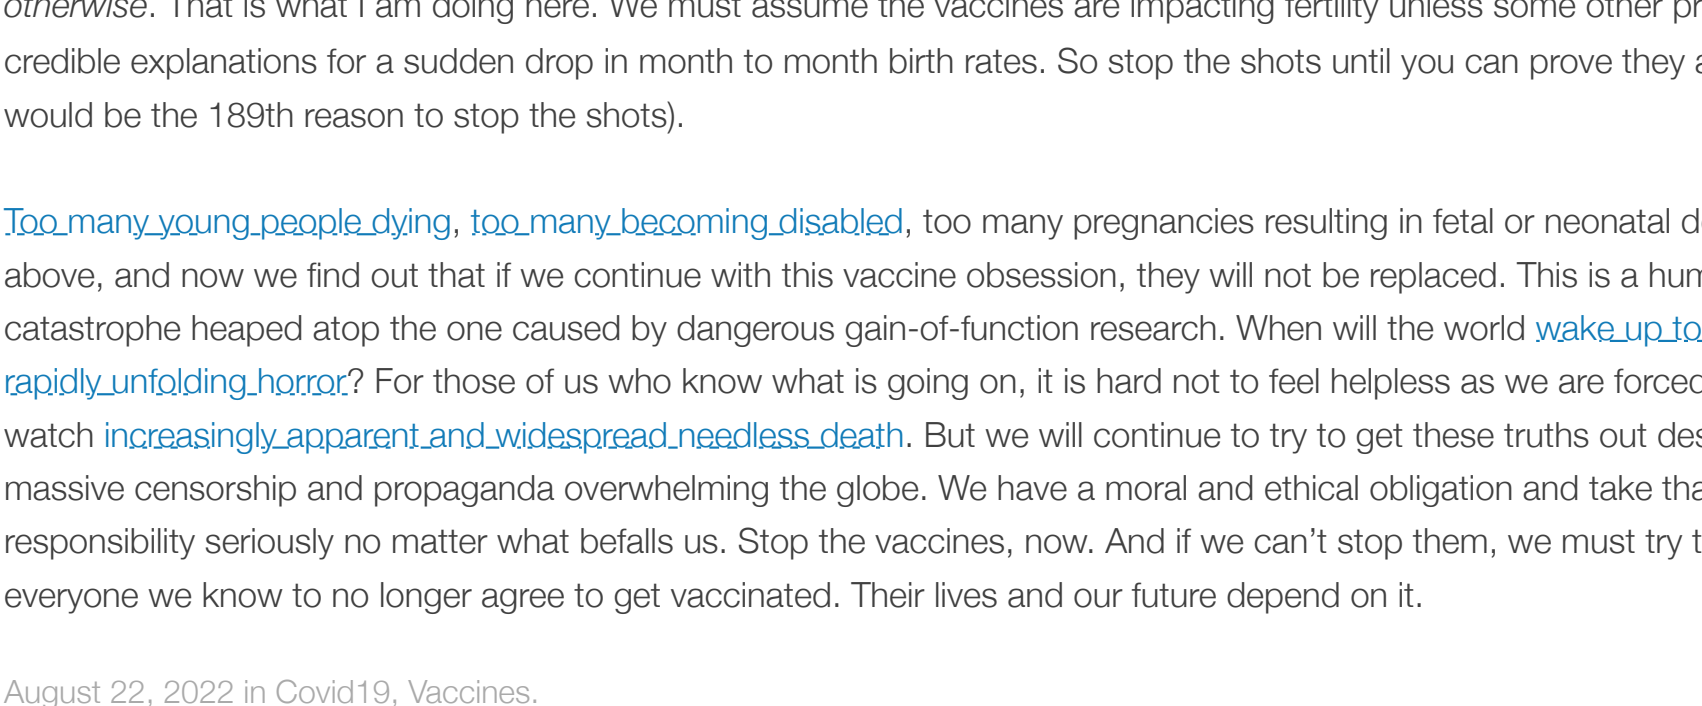 otherwise. That is what I am doing here. We must assume the vaccines are impacting fertility unless some other
credible explanations for a sudden drop in month to month birth rates. So stop the shots until you can prove they
would be the 189th reason to stop the shots).
Too many young people dying, too many becoming disabled, too many pregnancies resulting in fetal or neonatal
above, and now we find out that if we continue with this vaccine obsession, they will not be replaced. This is a
catastrophe heaped atop the one caused by dangerous gain-of-function research. When will the world wake up to
rapidly unfolding horror? For those of us who know what is going on, it is hard not to feel helpless as we are forced
watch increasingly apparent and widespread needless death. But we will continue to try to get these truths out
massive censorship and propaganda overwhelming the globe. We have a moral and ethical obligation and take
responsibility seriously no matter what befalls us. Stop the vaccines, now. And if we can’t stop them, we must try
everyone we know to no longer agree to get vaccinated. Their lives and our future depend on it.
August 22, 2022 in Covid19, Vaccines.